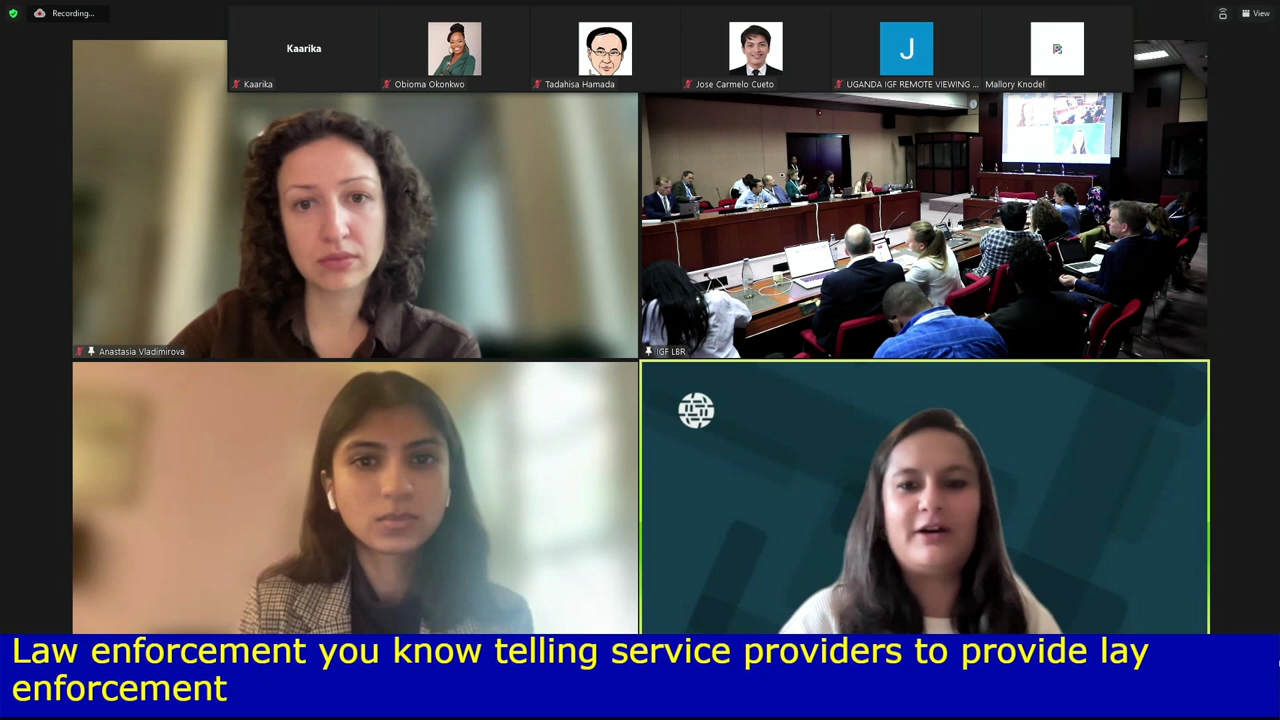 Recording...
View
Kaarika
Kaarika
Obioma Okonkwo
Tadahisa Hamada
Jose Carmelo Cueto
J
UGANDA IGF REMOTE VIEWING ...
Mallory Knodel
Anastasia Vladimirova
IGF LBR
Law enforcement you know telling service providers to provide lay
enforcement